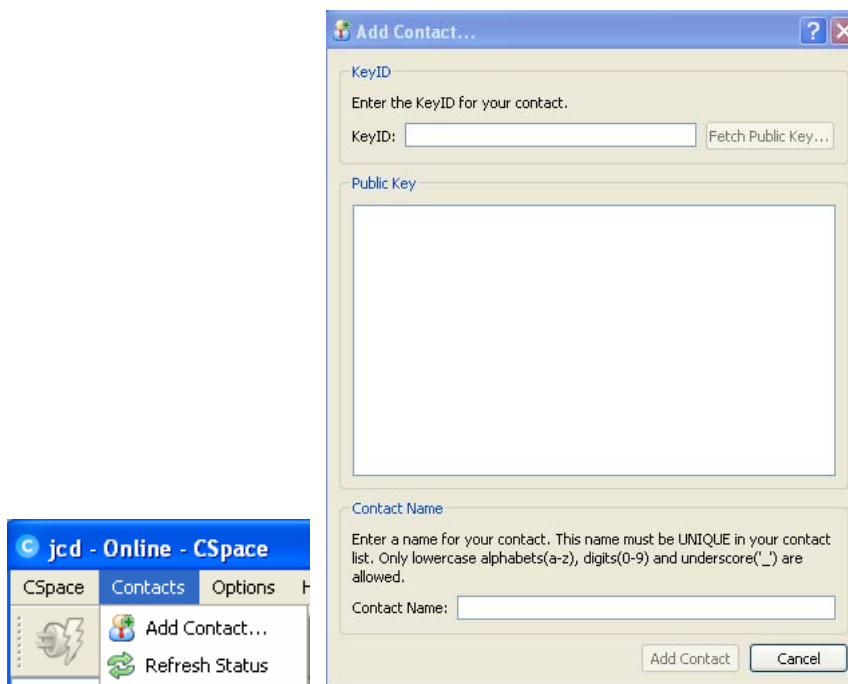 Add Contact...
KeyID
Enter the KeyID for your contact.
KeyID:
Fetch Public Key...
Public Key
Contact Name
Enter a name for your contact. This name must be UNIQUE in your contact
list. Only lowercase alphabets(a-z), digits(0-9) and underscore('_') are
allowed.
Contact Name:
Add Contact
Cancel
jcd - Online - CSpace
CSpace
Contacts
Options
Add Contact...
Refresh Status